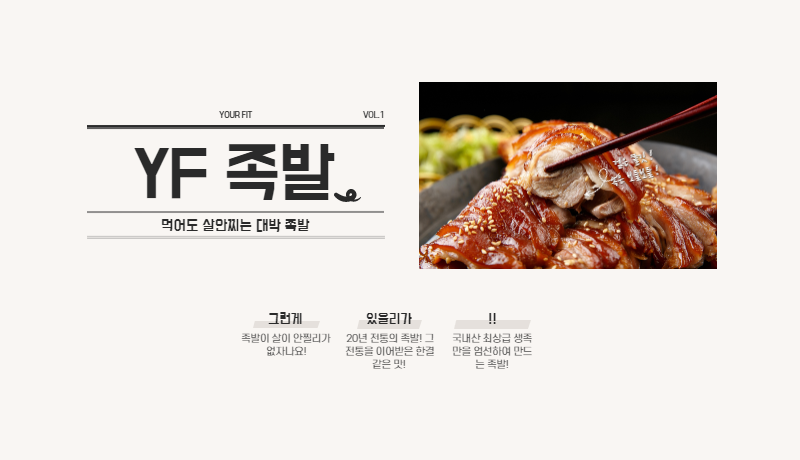 YOUR FIT
VOL.1
YF 족발
먹어도 살안찌는 대박 족발
그런게
족발이 살이 안찔리가
없자나요!
있을리가
20년 전통의 족발! 그
전통을 이어받은 한결
같은 맛!
!!
국내산 최상급 생족
만을 엄선하여 만드
는 족발!